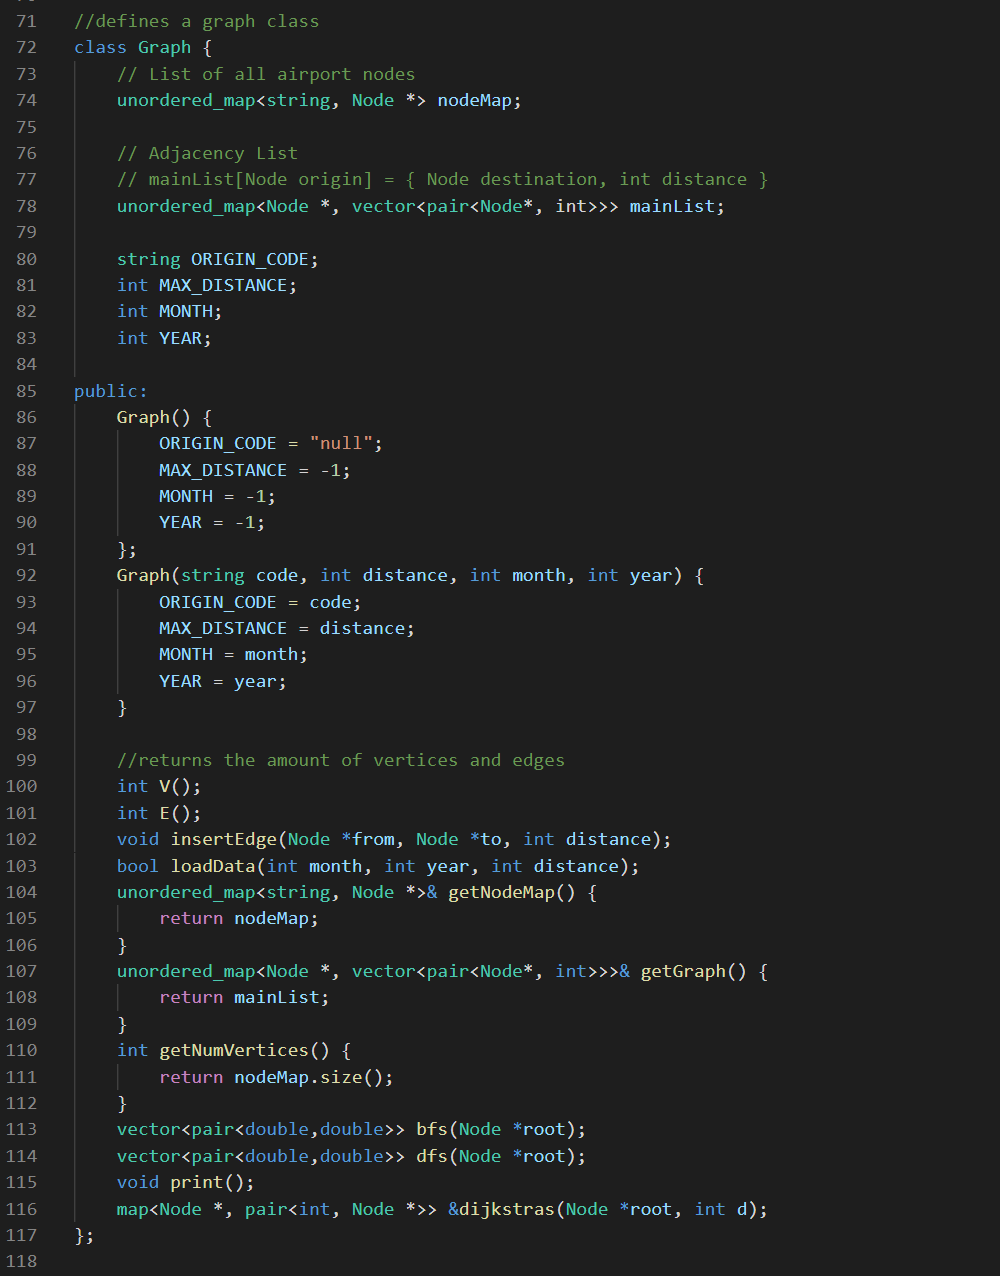 71 //defines a graph class
72 class Graph {
73 // List of all airport nodes
74 unordered_map<string, Node *> nodeMap;
75
76 // Adjacency List
77 // mainList[Node origin] = { Node destination, int distance }
78 unordered_map<Node *, vector<pair<Node*, int>>> mainList;
79
80 string ORIGIN_CODE;
81 int MAX_DISTANCE;
82 int MONTH;
83 int YEAR;
84
85 public:
86 Graph() {
87 ORIGIN_CODE = "null";
88 MAX_DISTANCE = -1;
89 MONTH = -1;
90 YEAR = -1;
91 };
92 Graph(string code, int distance, int month, int year) {
93 ORIGIN_CODE = code;
94 MAX_DISTANCE = distance;
95 MONTH = month;
96 YEAR = year;
97 }
98
99 //returns the amount of vertices and edges
100 int V();
101 int E();
102 void insertEdge(Node *from, Node *to, int distance);
103 bool loadData(int month, int year, int distance);
104 unordered_map<string, Node *>& getNodeMap() {
105 return nodeMap;
106 }
107 unordered_map<Node *, vector<pair<Node*, int>>>& getGraph() {
108 return mainList;
109 }
110 int getNumVertices() {
111 return nodeMap.size();
112 }
113 vector<pair<double,double>> bfs(Node *root);
114 vector<pair<double,double>> dfs(Node *root);
115 void print();
116 map<Node *, pair<int, Node *>> &dijkstras(Node *root, int d);
117 };
118